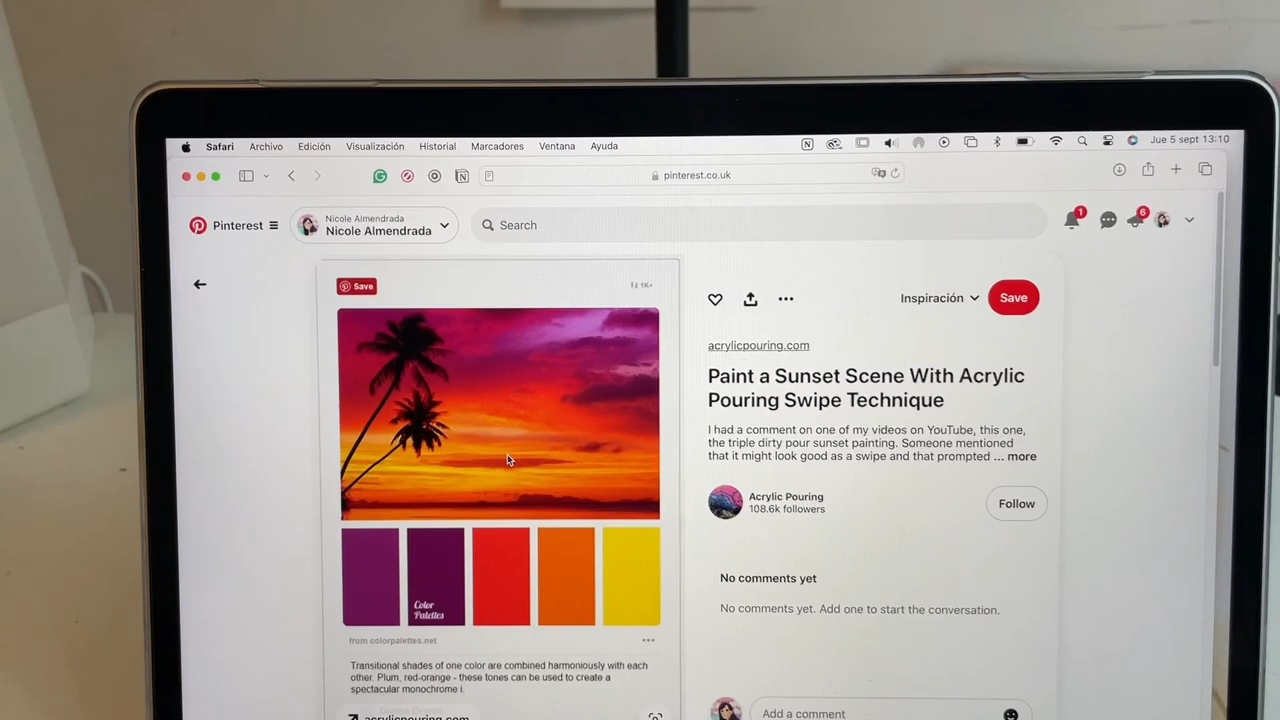 Safari Archivo Edición Visualización Historial Marcadores Ventana Ayuda Jue 5 sept 13:10
pinterest.co.uk
Pinterest
Nicole Almendrada
Nicole Almendrada
Search
1
6
Save
1K+
Inspiración
Save
acrylicpouring.com
Paint a Sunset Scene With Acrylic
Pouring Swipe Technique
I had a comment on one of my videos on YouTube, this one,
the triple dirty pour sunset painting. Someone mentioned
that it might look good as a swipe and that prompted ... more
Acrylic Pouring
108.6k followers
Follow
Color
Palettes
No comments yet
No comments yet. Add one to start the conversation.
from colorpalettes.net
Transitional shades of one color are combined harmoniously with each
other. Plum, red-orange - these tones can be used to create a
spectacular monochrome i.
acrylicpouring.com
Add a comment